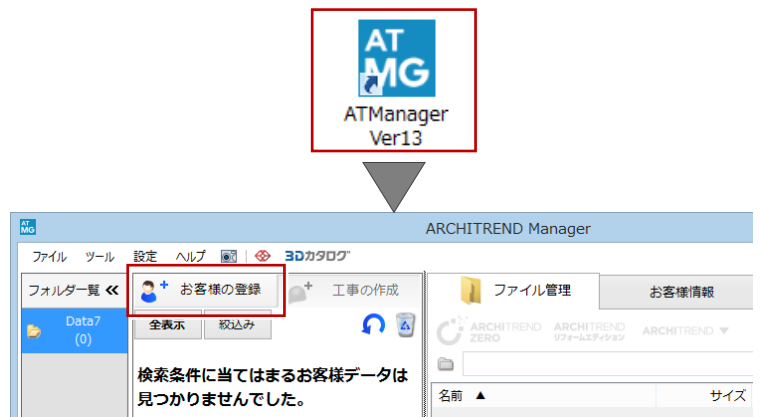 AT
MG
ATManager
Ver13
AT
MG
ARCHITREND Manager
ファイル ツール 設定 ヘルプ 3Dカタログ
フォルダ一覧 お客様の登録 工事の作成 ファイル管理 お客様情報
Data7
(0)
全表示 絞込み
ARCHITREND
ZERO
ARCHITREND
リフォームエディション
ARCHITREND ▼
検索条件に当てはまるお客様データは
見つかりませんでした。
名前 ▲ サイズ